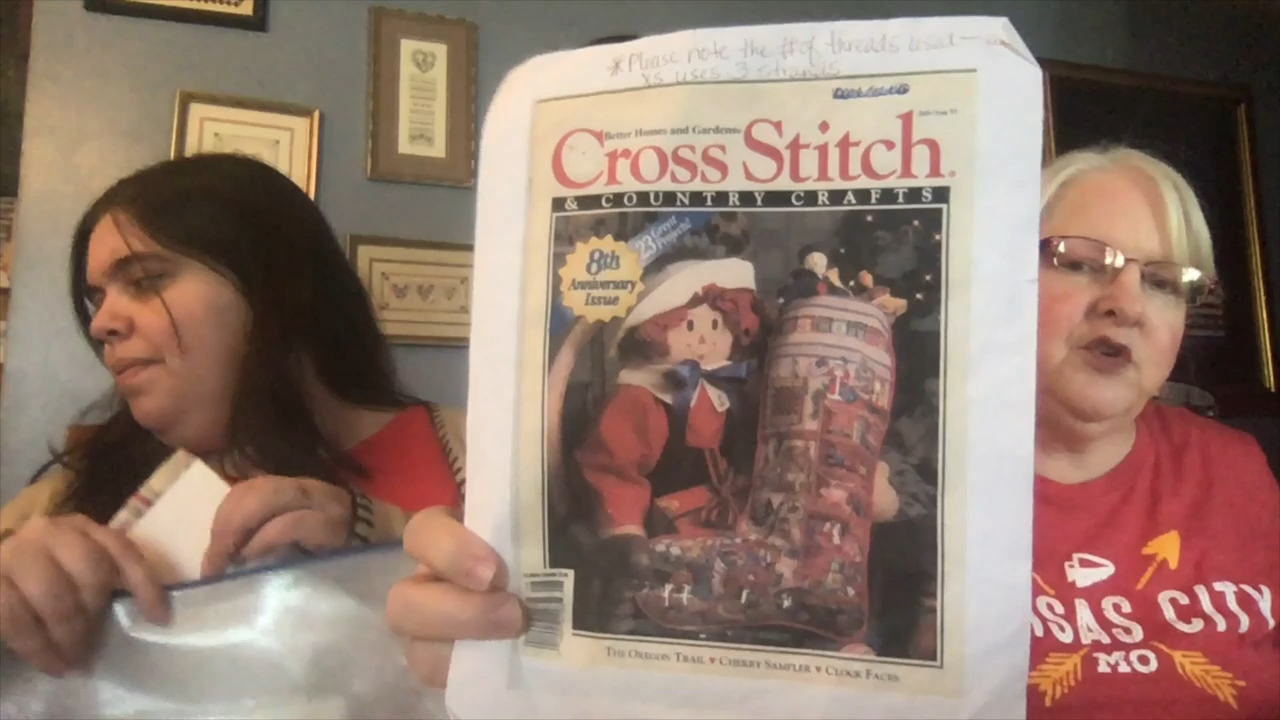 *Please note the # of threads used—
xs uses 3 strands
Better Homes and Gardens®
Cross Stitch®
& COUNTRY CRAFTS
23 Great Projects!
8th
Anniversary
Issue
THE OREGON TRAIL ♥ CHERRY SAMPLER ♥ CLOCK FACES
SAS CITY
MO